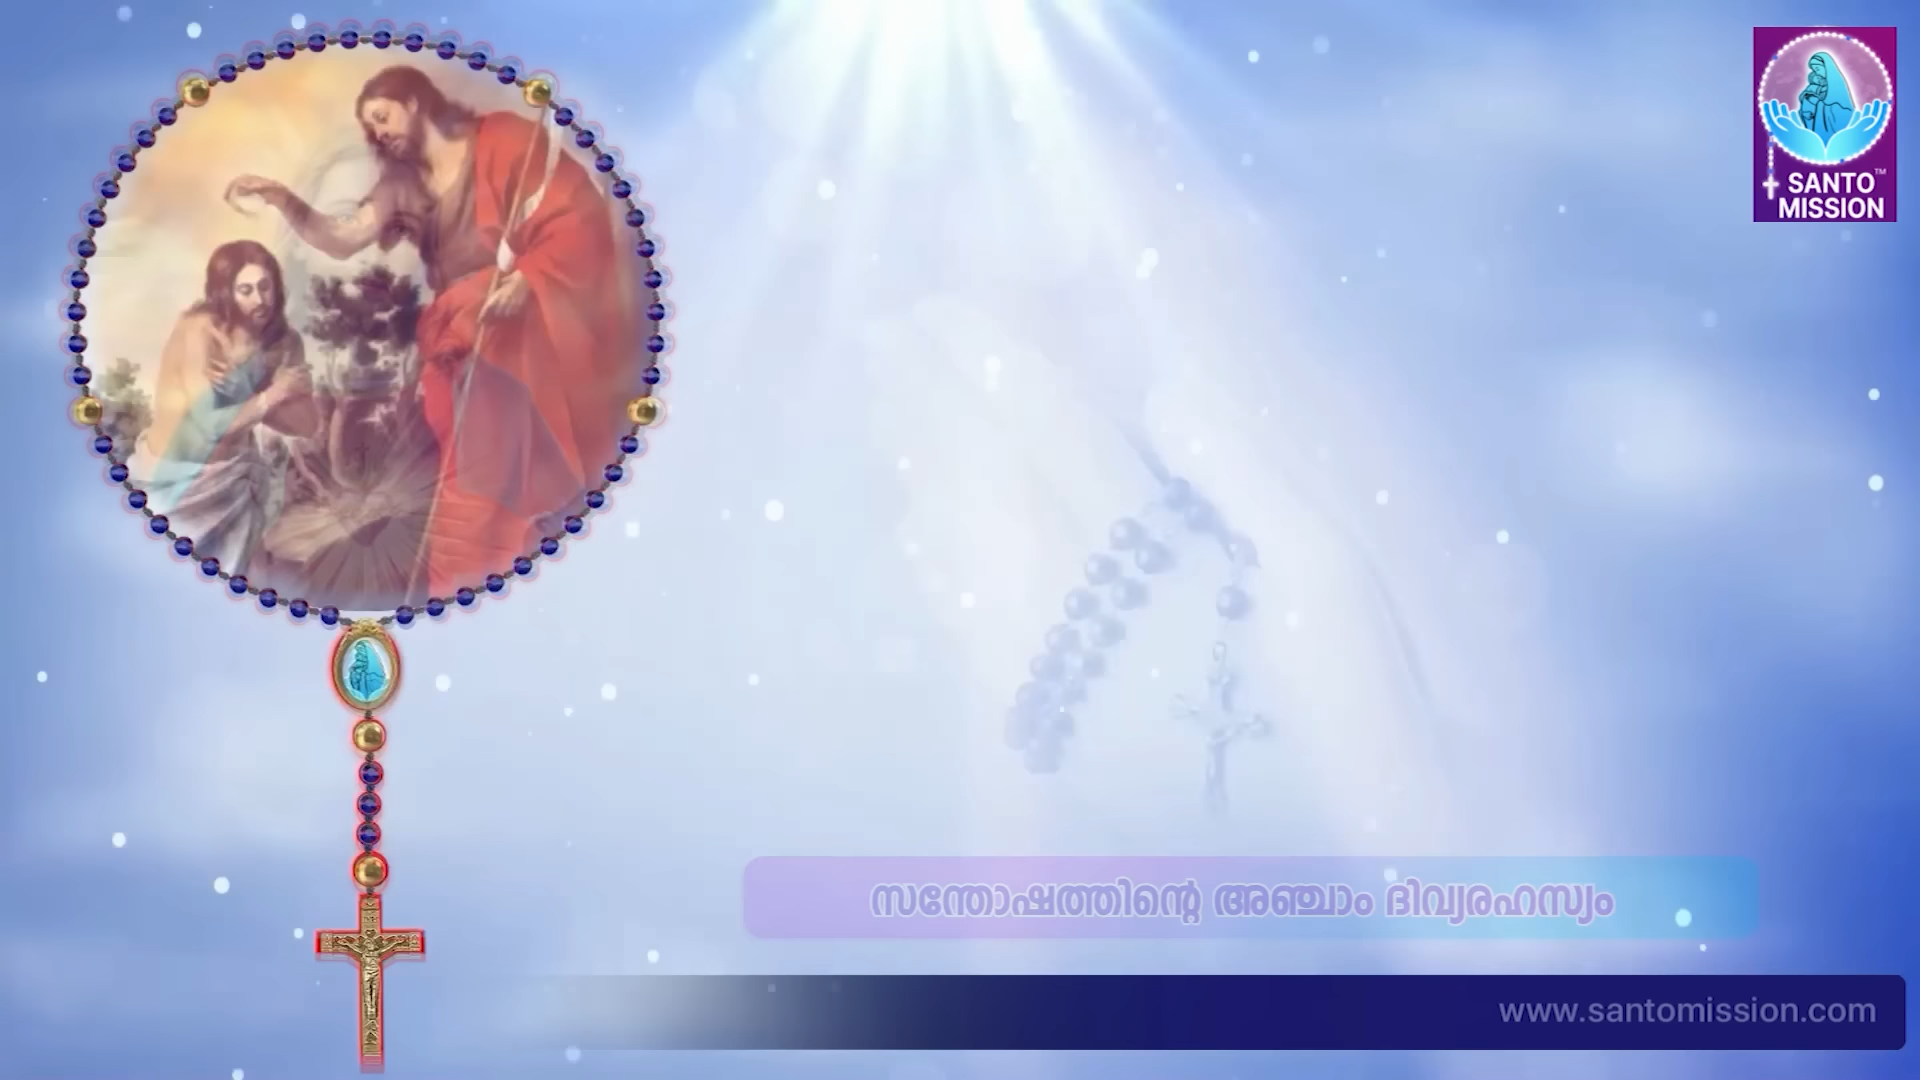 SANTO™
MISSION
സന്തോഷത്തിന്റെ അഞ്ചാം ദിവ്യരഹസ്യം
www.santomission.com